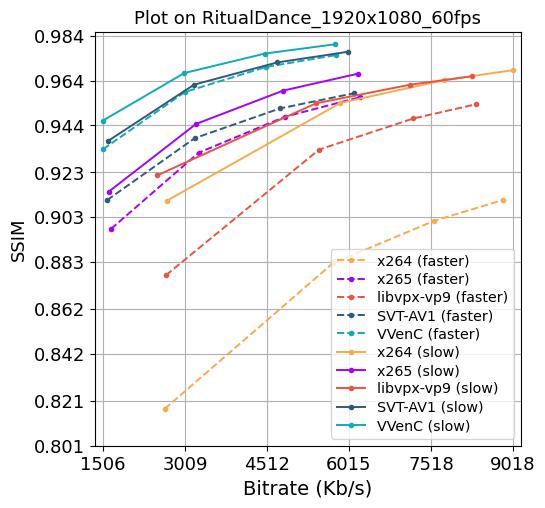 Plot on RitualDance_1920x1080_60fps
SSIM
0.984
0.964
0.944
0.923
0.903
0.883
0.862
0.842
0.821
0.801
x264 (faster)
x265 (faster)
libvpx-vp9 (faster)
SVT-AV1 (faster)
VVenC (faster)
x264 (slow)
x265 (slow)
libvpx-vp9 (slow)
SVT-AV1 (slow)
VVenC (slow)
1506 3009 4512 6015 7518 9018
Bitrate (Kb/s)